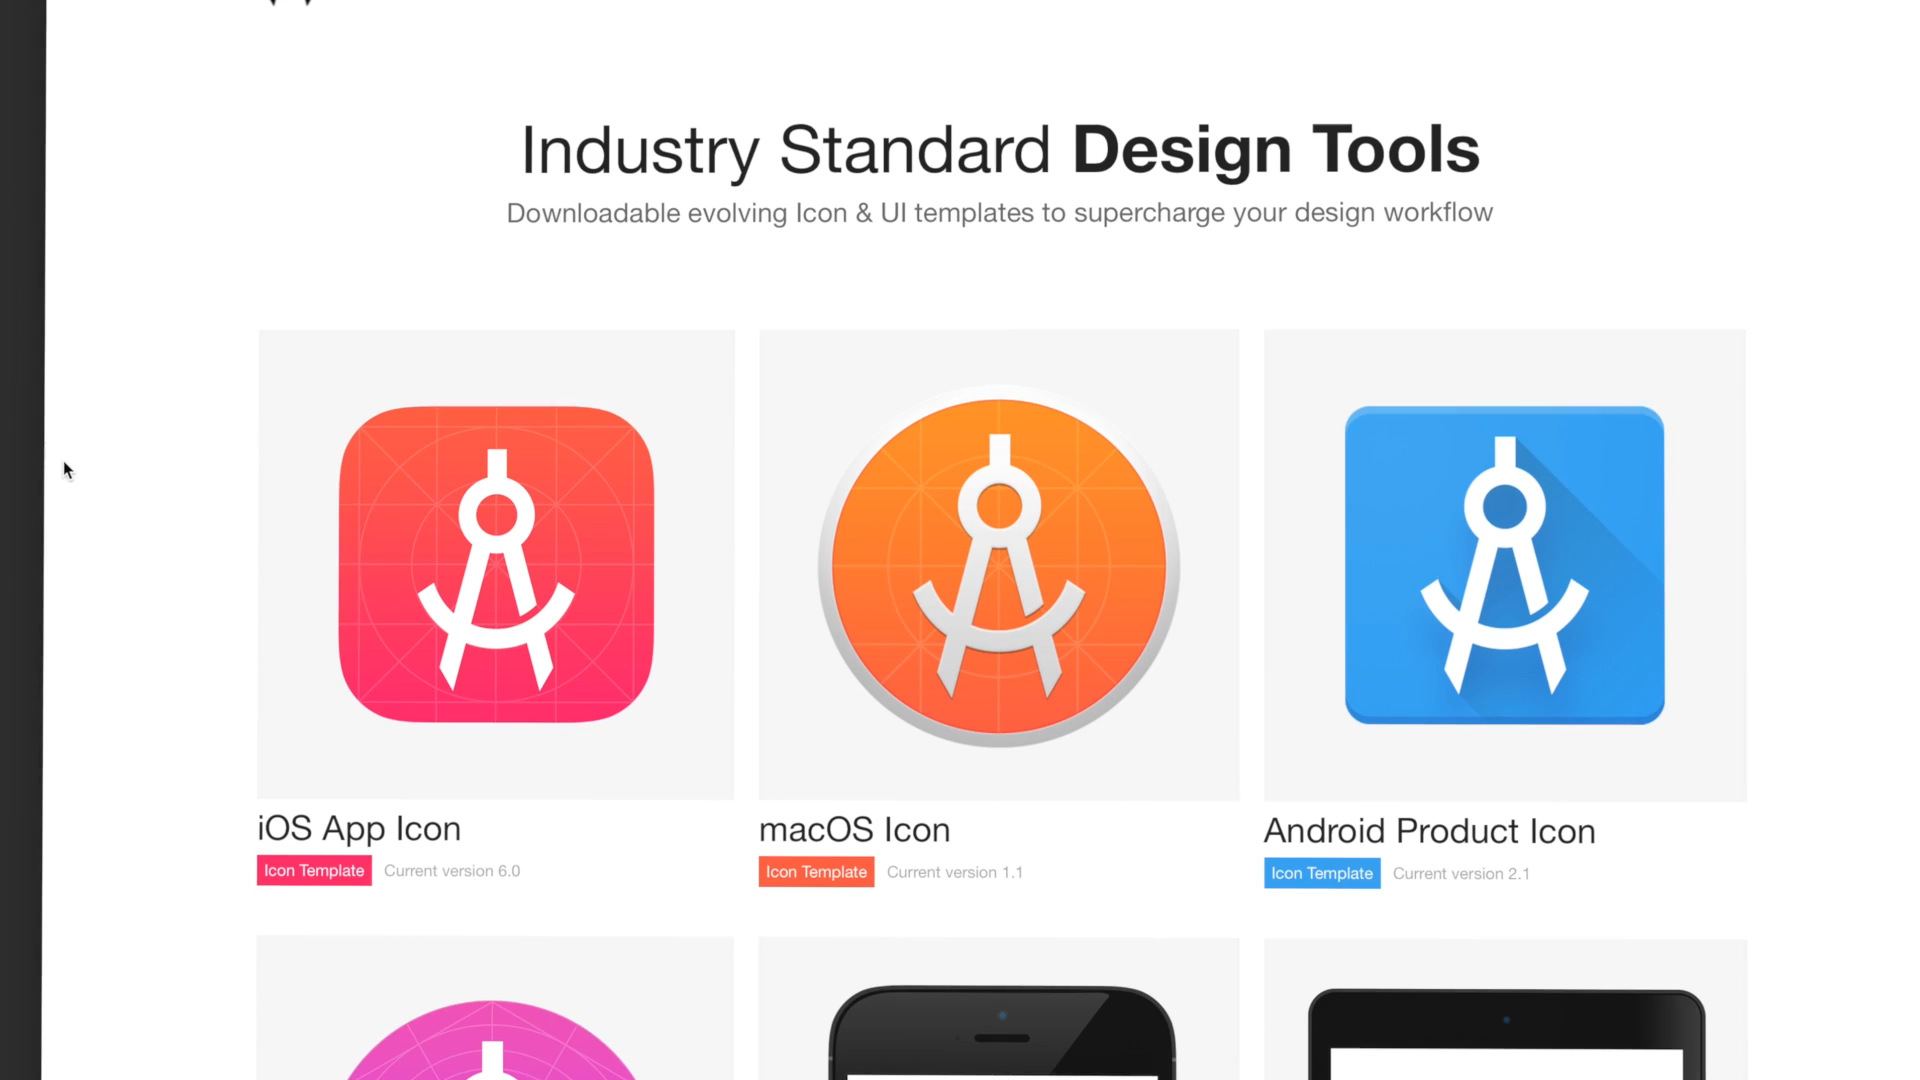 Industry Standard Design Tools
Downloadable evolving Icon & UI templates to supercharge your design workflow
iOS App Icon
Icon Template Current version 6.0
macOS Icon
Icon Template Current version 1.1
Android Product Icon
Icon Template Current version 2.1